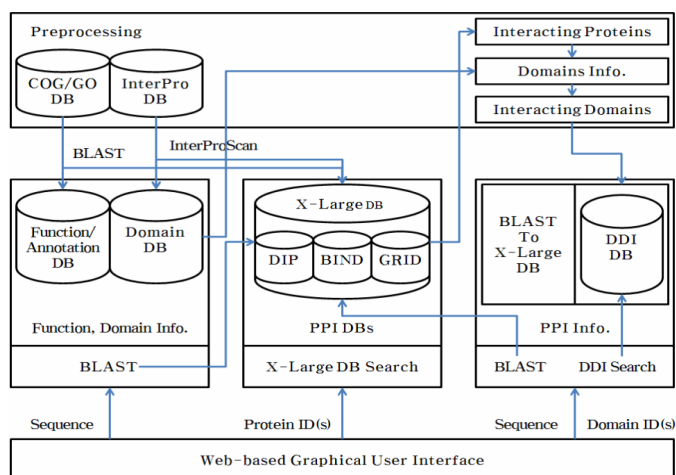 Preprocessing
COG/GO
DB
InterPro
DB
Interacting Proteins
Domains Info.
Interacting Domains
BLAST
InterProScan
Function/
Annotation
DB
Domain
DB
Function, Domain Info.
BLAST
X-Large DB
DIP
BIND
GRID
PPI DBs
X-Large DB Search
BLAST
To
X-Large
DB
DDI
DB
PPI Info.
BLAST
DDI Search
Sequence
Protein ID(s)
Sequence
Domain ID(s)
Web-based Graphical User Interface